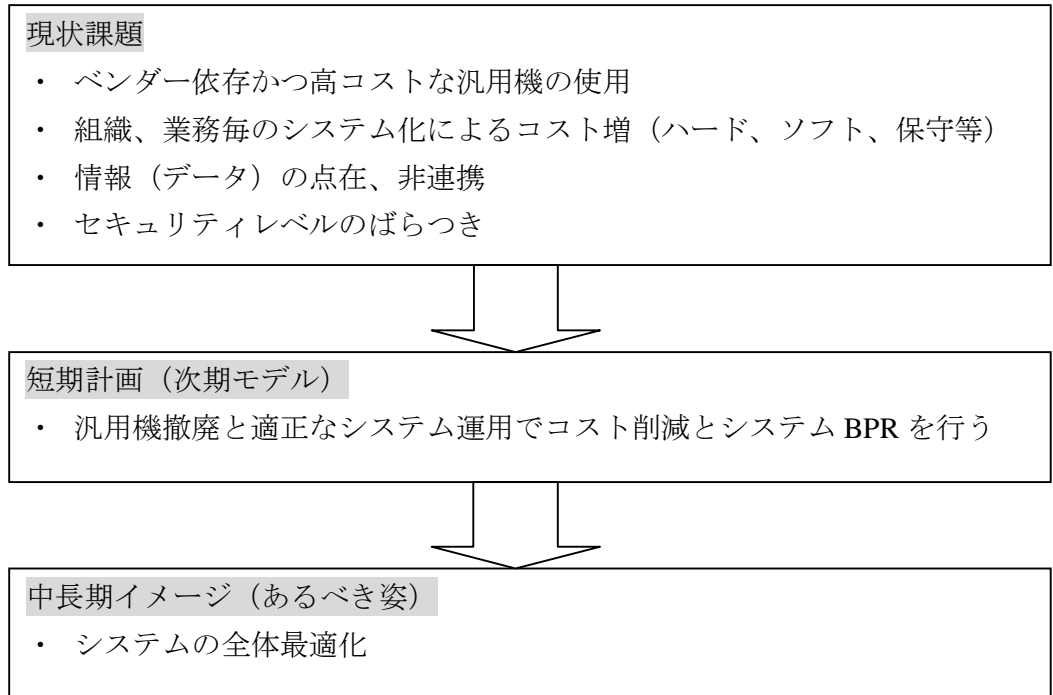 現状課題
・ ベンダー依存かつ高コストな汎用機の使用
・ 組織、業務毎のシステム化によるコスト増（ハード、ソフト、保守等）
・ 情報（データ）の点在、非連携
・ セキュリティレベルのばらつき
短期計画（次期モデル）
・ 汎用機撤廃と適正なシステム運用でコスト削減とシステム BPR を行う
中長期イメージ（あるべき姿）
・ システムの全体最適化